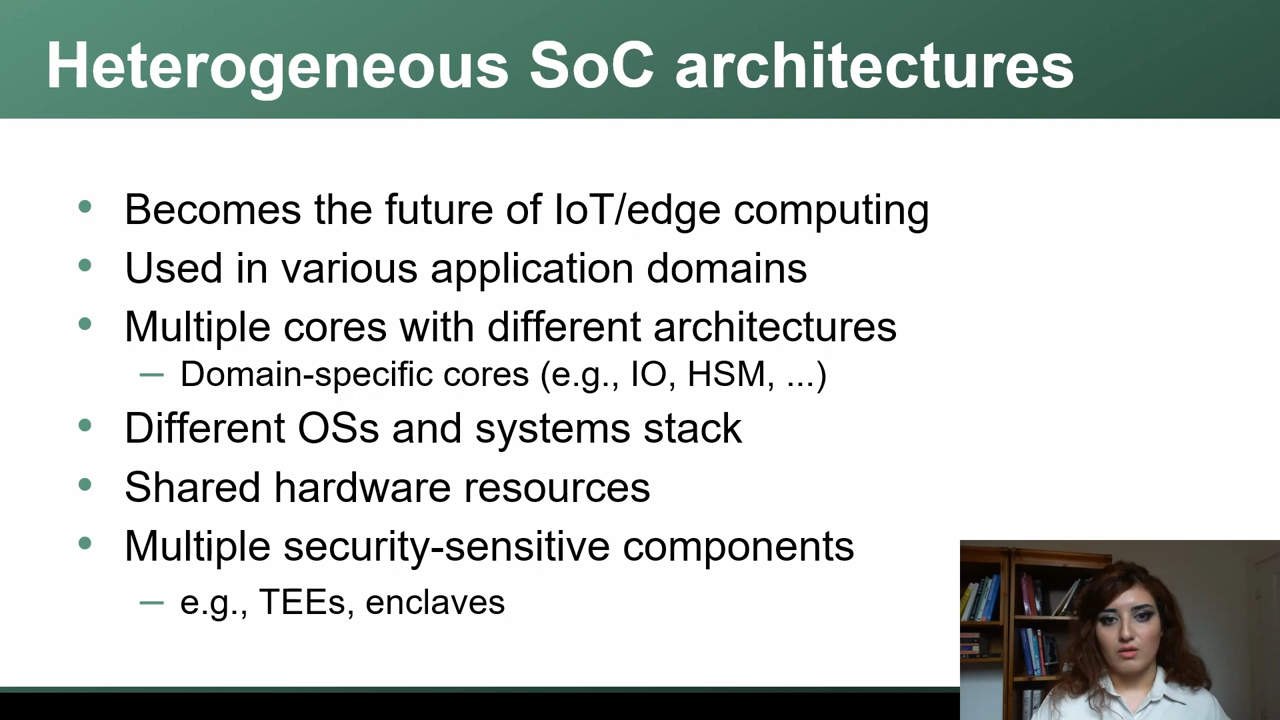 Heterogeneous SoC architectures
• Becomes the future of IoT/edge computing
• Used in various application domains
• Multiple cores with different architectures
– Domain-specific cores (e.g., IO, HSM, ...)
• Different OSs and systems stack
• Shared hardware resources
• Multiple security-sensitive components
– e.g., TEEs, enclaves